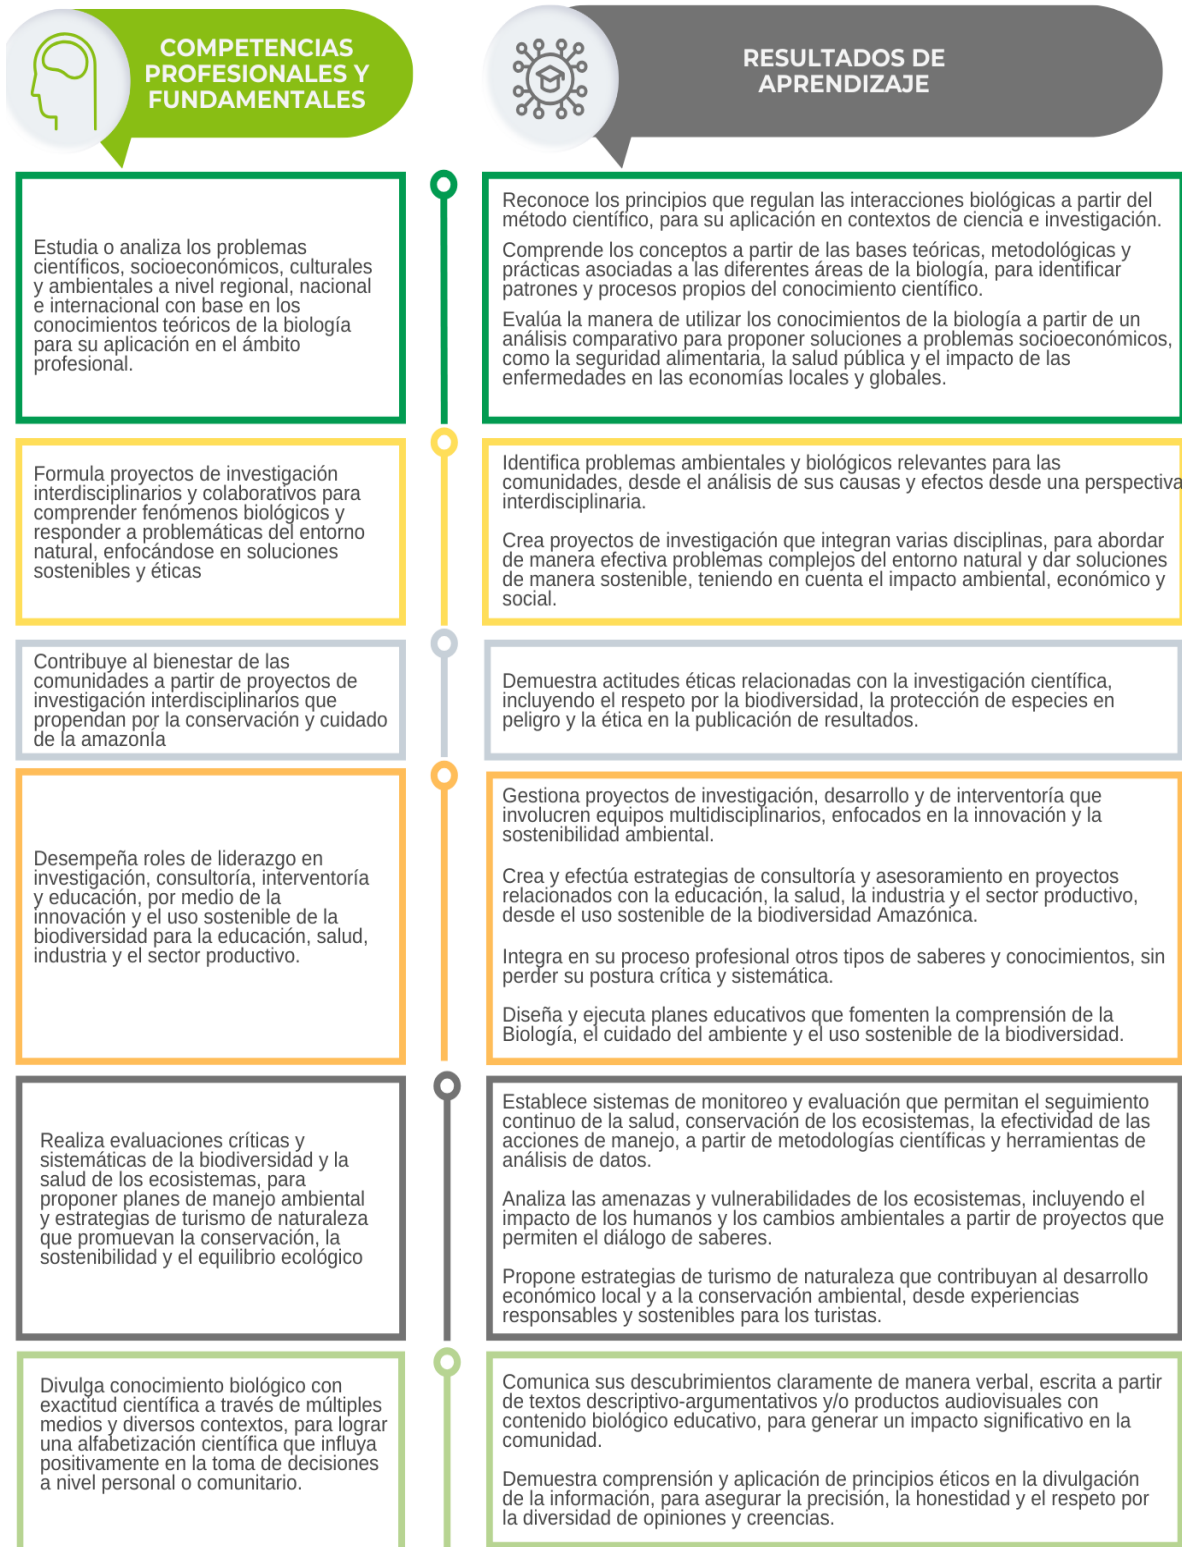 COMPETENCIAS
PROFESIONALES Y
FUNDAMENTALES
RESULTADOS DE
APRENDIZAJE
Estudia o analiza los problemas
científicos, socioeconómicos, culturales
y ambientales a nivel regional, nacional
e internacional con base en los
conocimientos teóricos de la biología
para su aplicación en el ámbito
profesional.
Reconoce los principios que regulan las interacciones biológicas a partir del
método científico, para su aplicación en contextos de ciencia e investigación.
Comprende los conceptos a partir de las bases teóricas, metodológicas y
prácticas asociadas a las diferentes áreas de la biología, para identificar
patrones y procesos propios del conocimiento científico.
Evalúa la manera de utilizar los conocimientos de la biología a partir de un
análisis comparativo para proponer soluciones a problemas socioeconómicos,
como la seguridad alimentaria, la salud pública y el impacto de las
enfermedades en las economías locales y globales.
Formula proyectos de investigación
interdisciplinarios y colaborativos para
comprender fenómenos biológicos y
responder a problemáticas del entorno
natural, enfocándose en soluciones
sostenibles y éticas
Identifica problemas ambientales y biológicos relevantes para las
comunidades, desde el análisis de sus causas y efectos desde una perspectiva
interdisciplinaria.
Crea proyectos de investigación que integran varias disciplinas, para abordar
de manera efectiva problemas complejos del entorno natural y dar soluciones
de manera sostenible, teniendo en cuenta el impacto ambiental, económico y
social.
Contribuye al bienestar de las
comunidades a partir de proyectos de
investigación interdisciplinarios que
propendan por la conservación y cuidado
de la amazonía
Demuestra actitudes éticas relacionadas con la investigación científica,
incluyendo el respeto por la biodiversidad, la protección de especies en
peligro y la ética en la publicación de resultados.
Desempeña roles de liderazgo en
investigación, consultoría, interventoría
y educación, por medio de la
innovación y el uso sostenible de la
biodiversidad para la educación, salud,
industria y el sector productivo.
Gestiona proyectos de investigación, desarrollo y de interventoría que
involucren equipos multidisciplinarios, enfocados en la innovación y la
sostenibilidad ambiental.
Crea y efectúa estrategias de consultoría y asesoramiento en proyectos
relacionados con la educación, la salud, la industria y el sector productivo,
desde el uso sostenible de la biodiversidad Amazónica.
Integra en su proceso profesional otros tipos de saberes y conocimientos, sin
perder su postura crítica y sistemática.
Diseña y ejecuta planes educativos que fomenten la comprensión de la
Biología, el cuidado del ambiente y el uso sostenible de la biodiversidad.
Realiza evaluaciones críticas y
sistemáticas de la biodiversidad y la
salud de los ecosistemas, para
proponer planes de manejo ambiental
y estrategias de turismo de naturaleza
que promuevan la conservación, la
sostenibilidad y el equilibrio ecológico
Establece sistemas de monitoreo y evaluación que permitan el seguimiento
continuo de la salud, conservación de los ecosistemas, la efectividad de las
acciones de manejo, a partir de metodologías científicas y herramientas de
análisis de datos.
Analiza las amenazas y vulnerabilidades de los ecosistemas, incluyendo el
impacto de los humanos y los cambios ambientales a partir de proyectos que
permiten el diálogo de saberes.
Propone estrategias de turismo de naturaleza que contribuyan al desarrollo
económico local y a la conservación ambiental, desde experiencias
responsables y sostenibles para los turistas.
Divulga conocimiento biológico con
exactitud científica a través de múltiples
medios y diversos contextos, para lograr
una alfabetización científica que influya
positivamente en la toma de decisiones
a nivel personal o comunitario.
Comunica sus descubrimientos claramente de manera verbal, escrita a partir
de textos descriptivo-argumentativos y/o productos audiovisuales con
contenido biológico educativo, para generar un impacto significativo en la
comunidad.
Demuestra comprensión y aplicación de principios éticos en la divulgación
de la información, para asegurar la precisión, la honestidad y el respeto por
la diversidad de opiniones y creencias.